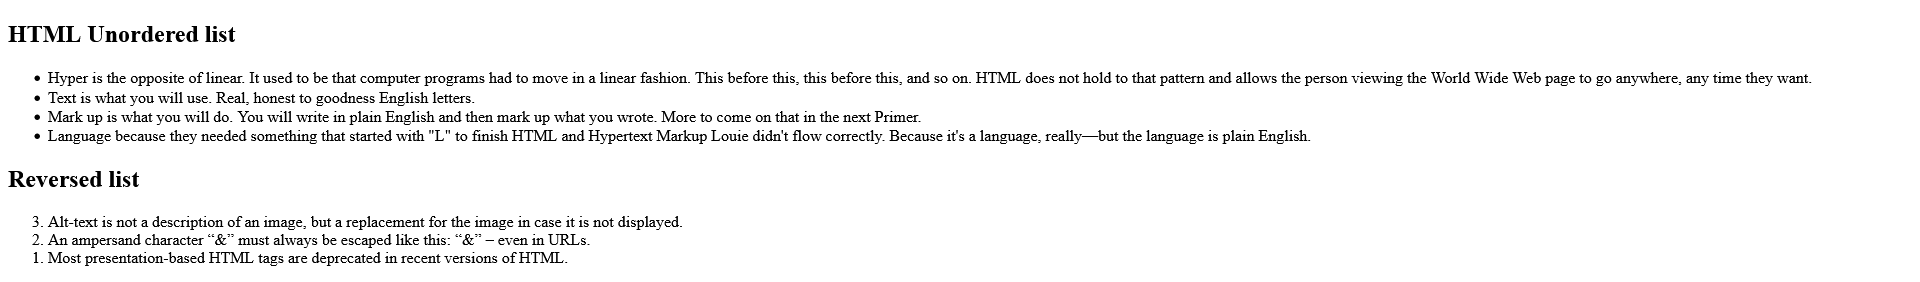 HTML Unordered list
• Hyper is the opposite of linear. It used to be that computer programs had to move in a linear fashion. This before this, this before this, and so on. HTML does not hold to that pattern and allows the person viewing the World Wide Web page to go anywhere, any time they want.
• Text is what you will use. Real, honest to goodness English letters.
• Mark up is what you will do. You will write in plain English and then mark up what you wrote. More to come on that in the next Primer.
• Language because they needed something that started with "L" to finish HTML and Hypertext Markup Louie didn't flow correctly. Because it's a language, really—but the language is plain English.
Reversed list
3. Alt-text is not a description of an image, but a replacement for the image in case it is not displayed.
2. An ampersand character “&” must always be escaped like this: “&” – even in URLs.
1. Most presentation-based HTML tags are deprecated in recent versions of HTML.